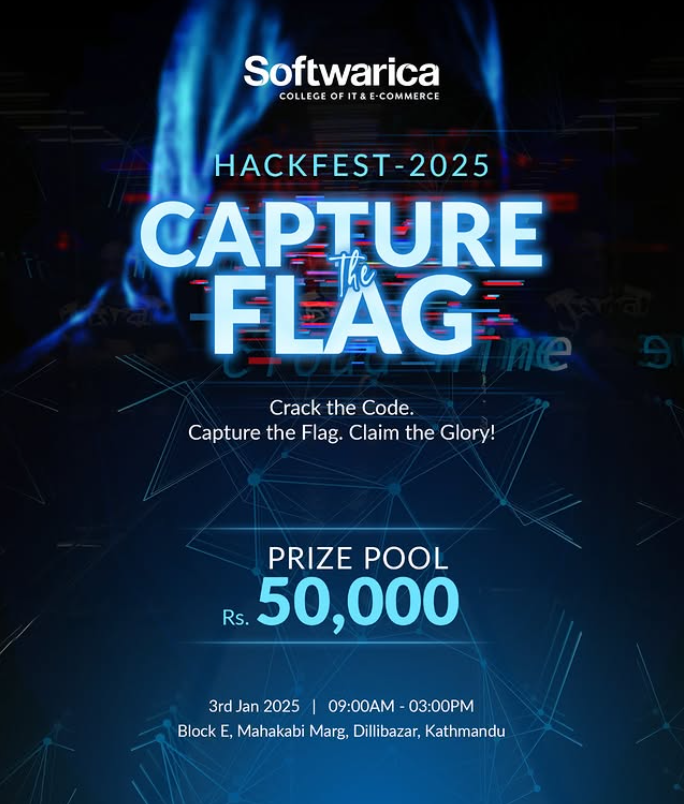 Softwarica
COLLEGE OF IT & E-COMMERCE
HACKFEST-2025
CAPTURE
The
FLAG
Crack the Code.
Capture the Flag. Claim the Glory!
PRIZE POOL
Rs. 50,000
3rd Jan 2025 | 09:00AM - 03:00PM
Block E, Mahakabi Marg, Dillibazar, Kathmandu